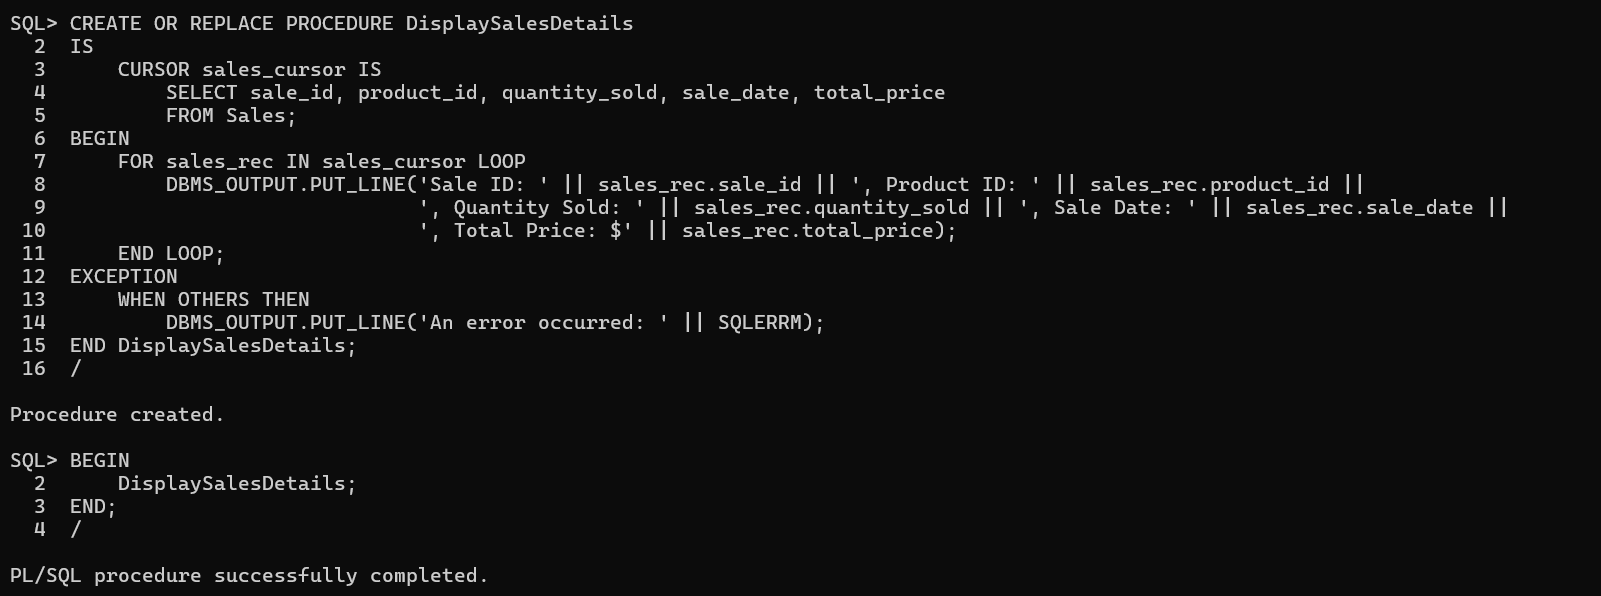 SQL> CREATE OR REPLACE PROCEDURE DisplaySalesDetails
  2  IS
  3      CURSOR sales_cursor IS
  4          SELECT sale_id, product_id, quantity_sold, sale_date, total_price
  5          FROM Sales;
  6  BEGIN
  7      FOR sales_rec IN sales_cursor LOOP
  8          DBMS_OUTPUT.PUT_LINE('Sale ID: ' || sales_rec.sale_id || ', Product ID: ' || sales_rec.product_id ||
  9                               ', Quantity Sold: ' || sales_rec.quantity_sold || ', Sale Date: ' || sales_rec.sale_date ||
 10                               ', Total Price: $' || sales_rec.total_price);
 11      END LOOP;
 12  EXCEPTION
 13      WHEN OTHERS THEN
 14          DBMS_OUTPUT.PUT_LINE('An error occurred: ' || SQLERRM);
 15  END DisplaySalesDetails;
 16  /

Procedure created.

SQL> BEGIN
  2      DisplaySalesDetails;
  3  END;
  4  /

PL/SQL procedure successfully completed.